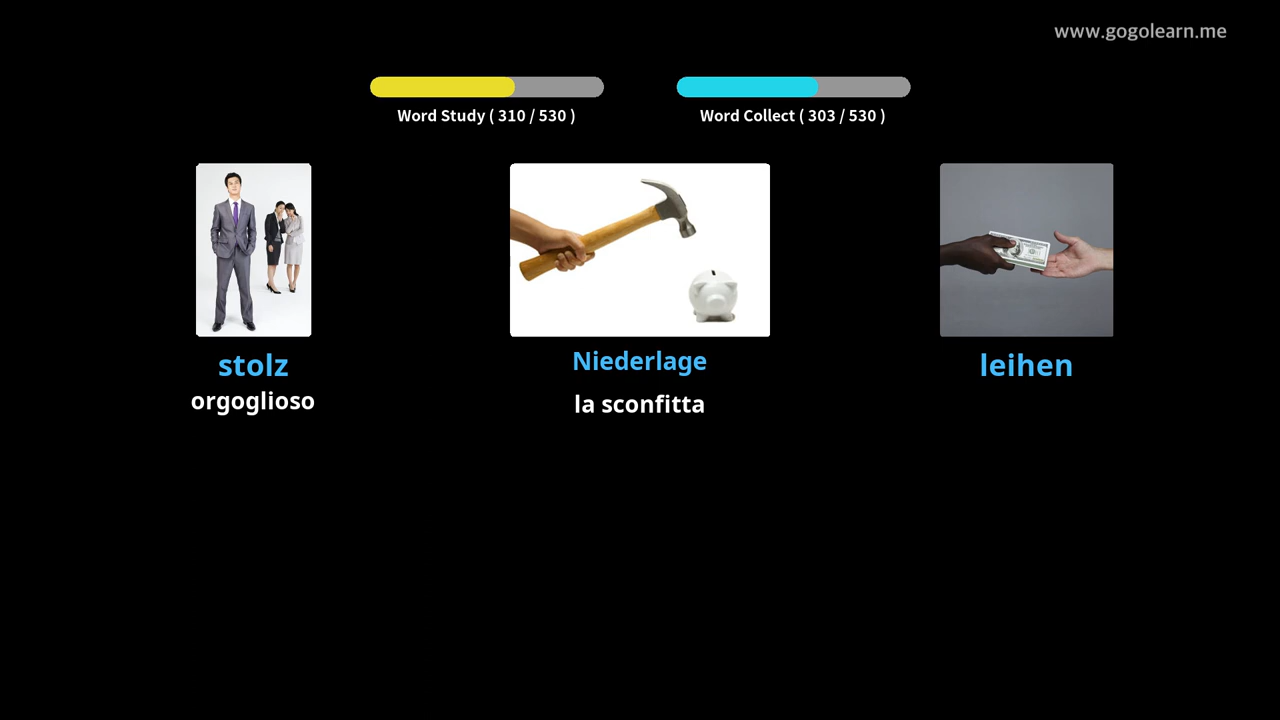 www.gogolearn.me
Word Study ( 310 / 530 )
Word Collect ( 303 / 530 )
stolz
orgoglioso
Niederlage
la sconfitta
leihen